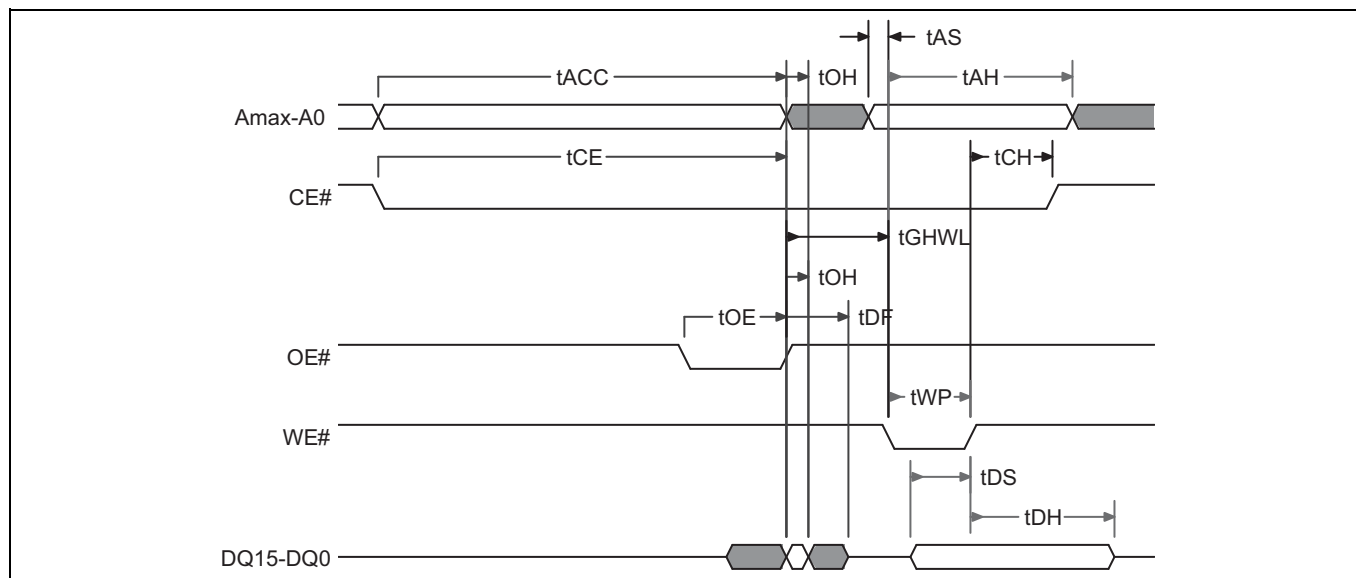 tAS
tACC
tOH
tAH
Amax-A0
tCE
tCH
CE#
tGHWL
tOH
tOE
tDF
OE#
tWP
WE#
tDS
tDH
DQ15-DQ0